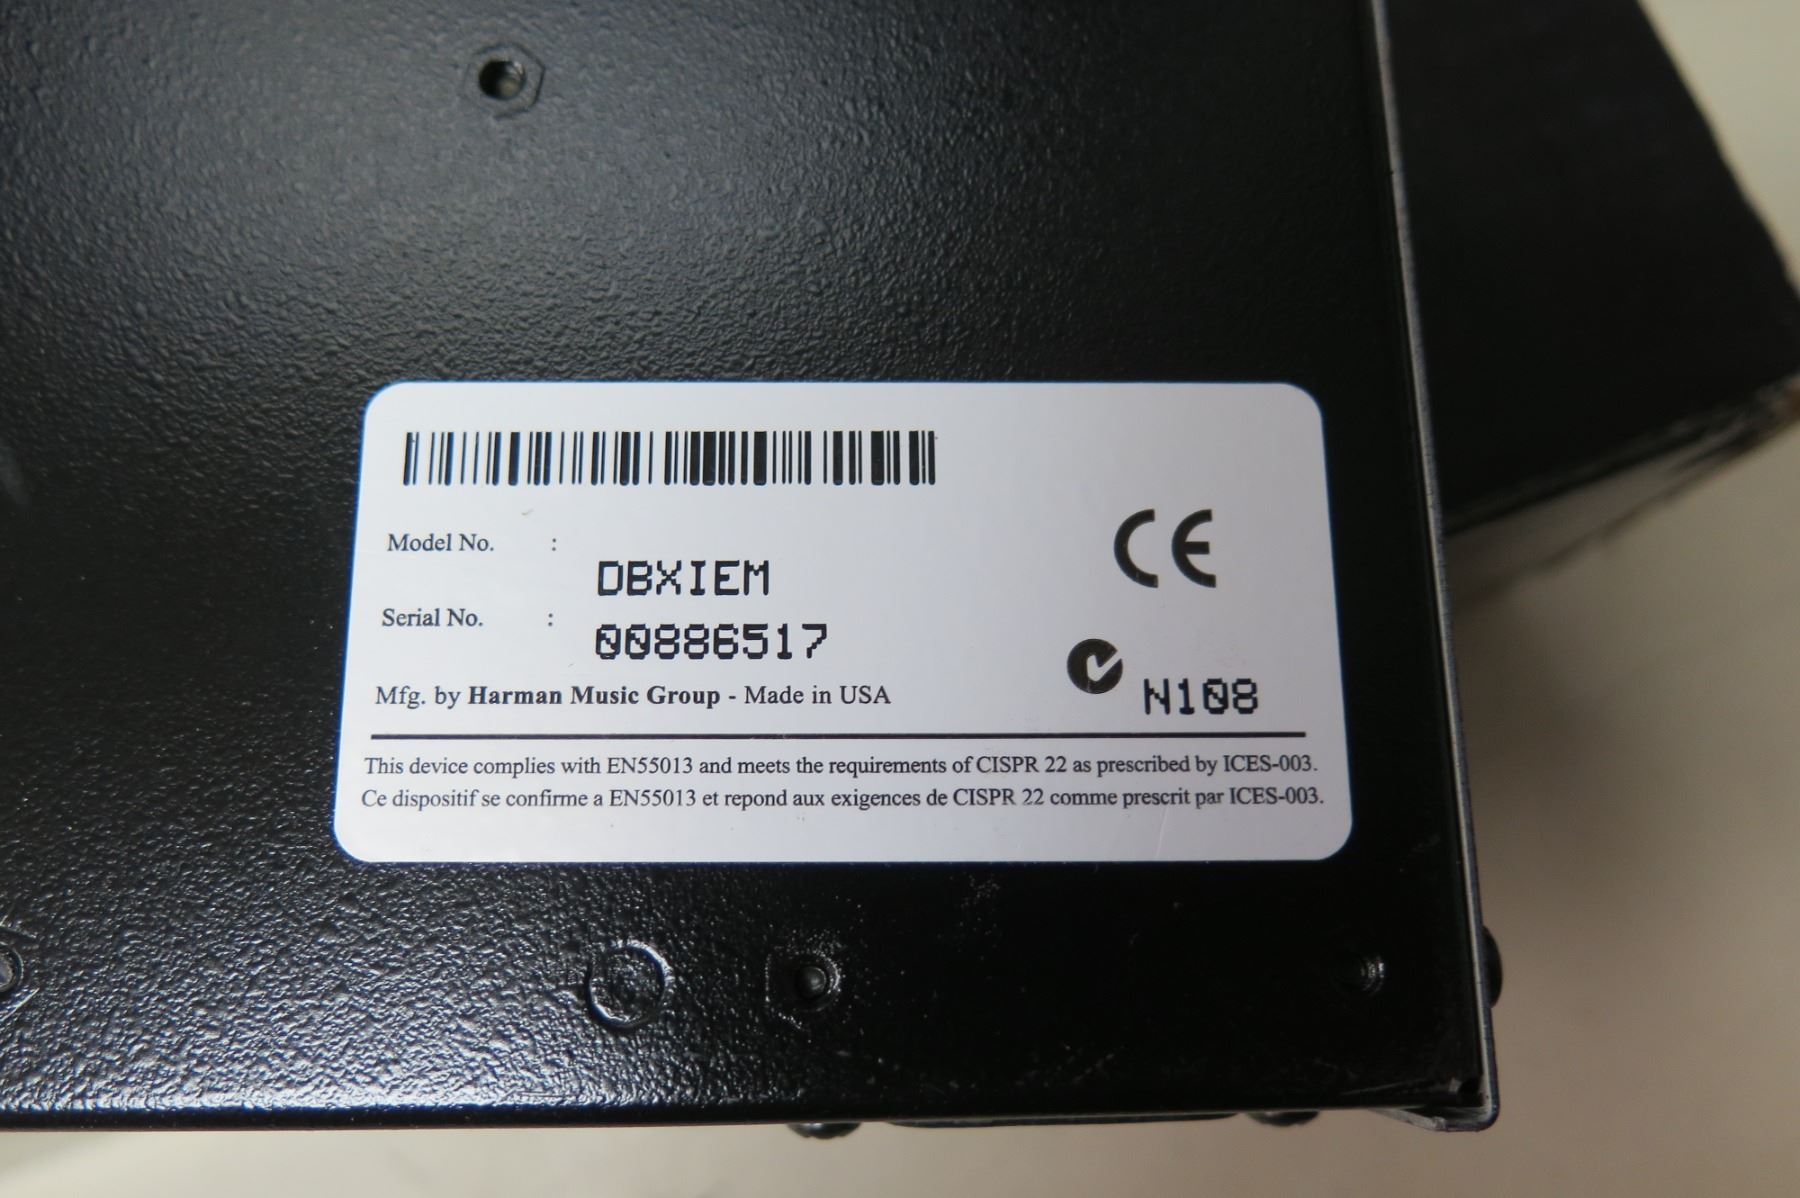 Model No. :
DBXIEM
Serial No. :
00886517
Mfg. by Harman Music Group - Made in USA
CE
N108
This device complies with EN55013 and meets the requirements of CISPR 22 as prescribed by ICES-003.
Ce dispositif se confirme a EN55013 et repond aux exigences de CISPR 22 comme prescrit par ICES-003.